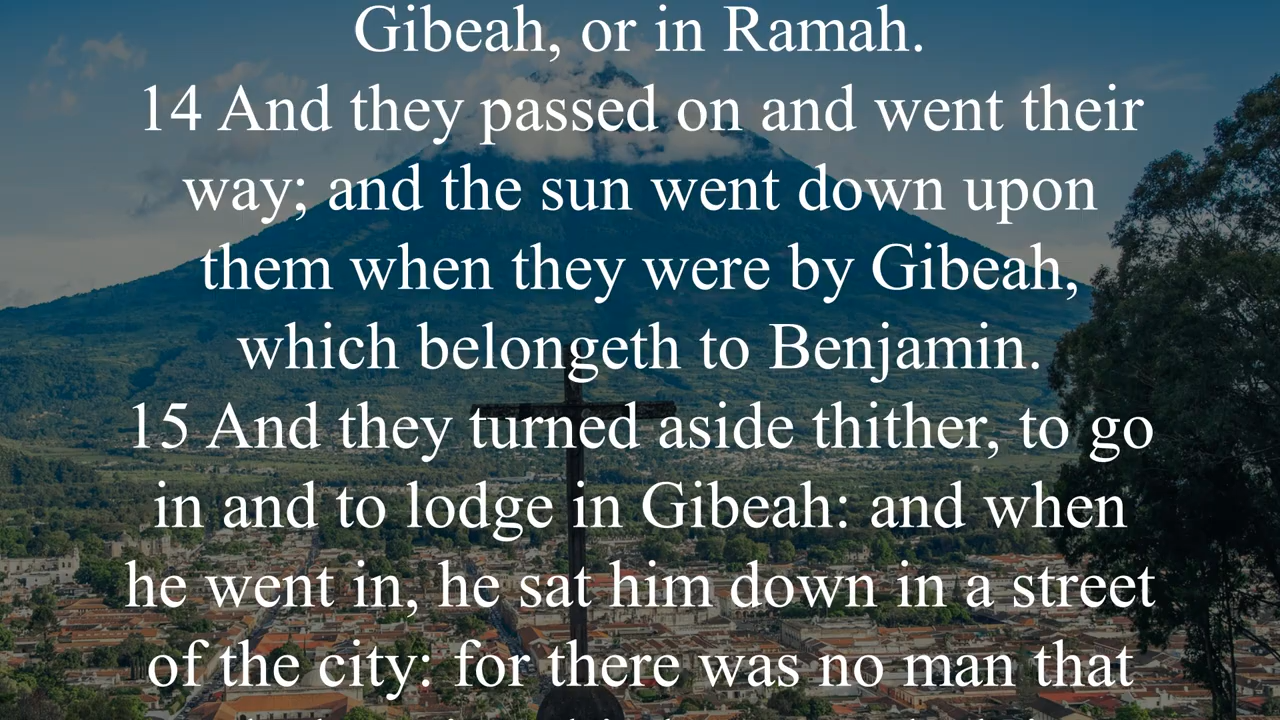 Gibeah, or in Ramah.
14 And they passed on and went their
way; and the sun went down upon
them when they were by Gibeah,
which belongeth to Benjamin.
15 And they turned aside thither, to go
in and to lodge in Gibeah: and when
he went in, he sat him down in a street
of the city: for there was no man that